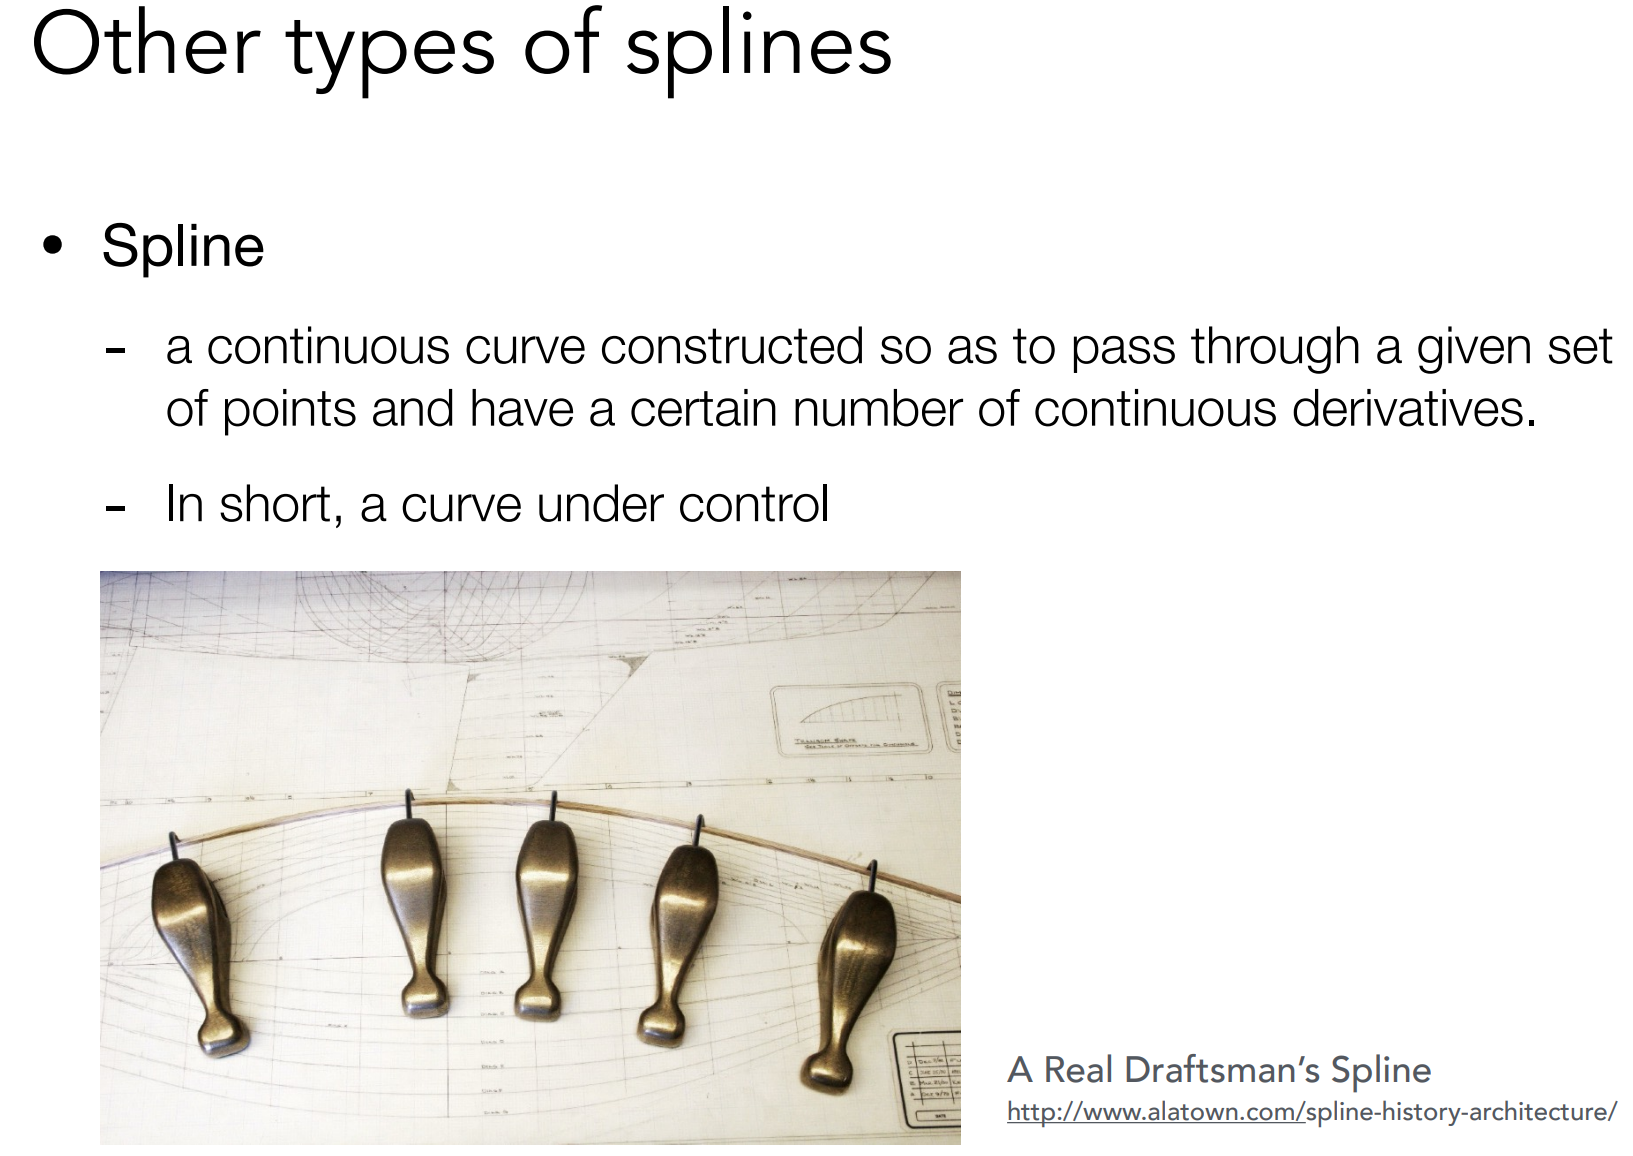 Other types of splines
• Spline
- a continuous curve constructed so as to pass through a given set
of points and have a certain number of continuous derivatives.
- In short, a curve under control
A Real Draftsman’s Spline
http://www.alatown.com/spline-history-architecture/